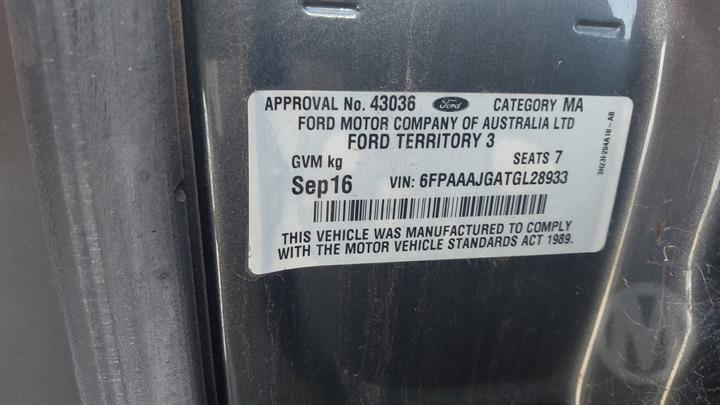 APPROVAL No. 43036 Ford CATEGORY MA
FORD MOTOR COMPANY OF AUSTRALIA LTD
FORD TERRITORY 3
GVM kg SEATS 7
Sep16 VIN: 6FPAAAJGATGL28933
THIS VEHICLE WAS MANUFACTURED TO COMPLY
WITH THE MOTOR VEHICLE STANDARDS ACT 1989.